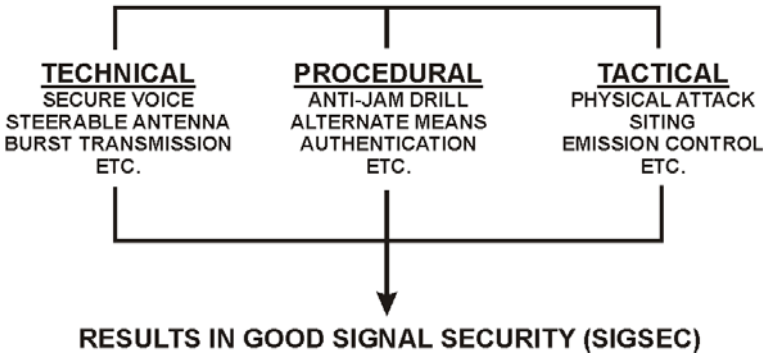 TECHNICAL
SECURE VOICE
STEERABLE ANTENNA
BURST TRANSMISSION
ETC.
PROCEDURAL
ANTI-JAM DRILL
ALTERNATE MEANS
AUTHENTICATION
ETC.
TACTICAL
PHYSICAL ATTACK
SITING
EMISSION CONTROL
ETC.
RESULTS IN GOOD SIGNAL SECURITY (SIGSEC)